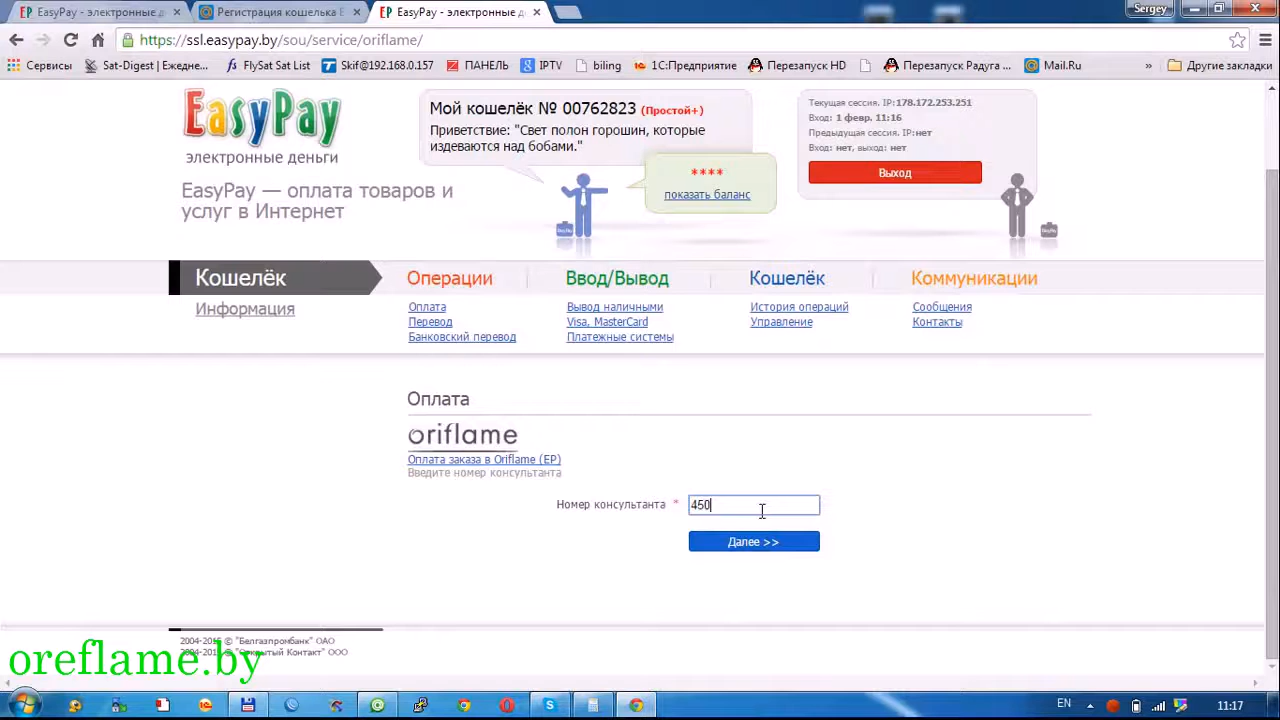 EasyPay - электронные д
Регистрация кошелька E
EasyPay - электронные д
Sergey
https://ssl.easypay.by/sou/service/oriflame/
Сервисы
Sat-Digest | Ежедне...
FlySat Sat List
Skif@192.168.0.157
ПАНЕЛЬ
IPTV
biling
1С:Предприятие
Перезапуск HD
Перезапуск Радуга ...
Mail.Ru
»
Другие закладки
EasyPay
электронные деньги
EasyPay — оплата товаров и
услуг в Интернет
Мой кошелёк № 00762823 (Простой+)
Приветствие: "Свет полон горошин, которые
издеваются над бобами."
****
показать баланс
Текущая сессия. IP:178.172.253.251
Вход: 1 февр. 11:16
Предыдущая сессия. IP:нет
Вход: нет, выход: нет
Выход
Кошелёк
Информация
Операции
Оплата
Перевод
Банковский перевод
Ввод/Вывод
Вывод наличными
Visa, MasterCard
Платежные системы
Кошелёк
История операций
Управление
Коммуникации
Сообщения
Контакты
Оплата
oriflame
Оплата заказа в Oriflame (EP)
Введите номер консультанта
Номер консультанта * 450
Далее >>
"Белгазпромбанк" ОАО
"Открытый Контакт" ООО
oreflame.by
EN
11:17